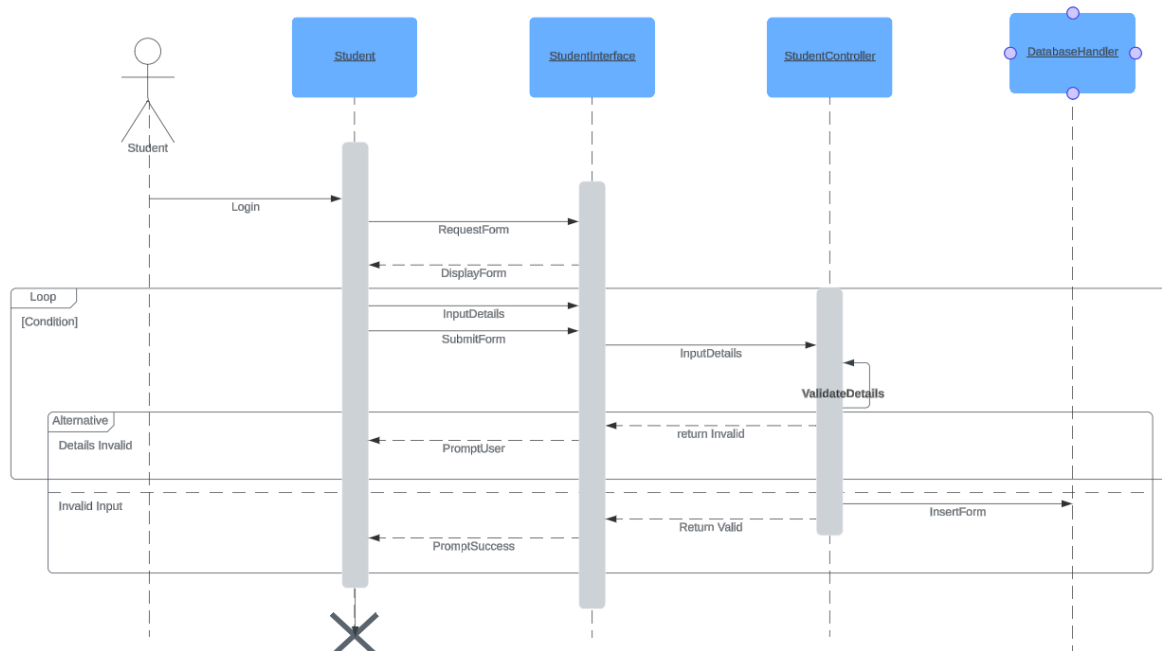 Student
StudentInterface
StudentController
DatabaseHandler
Student
Login
RequestForm
DisplayForm
Loop
[Condition]
InputDetails
SubmitForm
InputDetails
ValidateDetails
Alternative
Details Invalid
return Invalid
PromptUser
Invalid Input
InsertForm
Return Valid
PromptSuccess